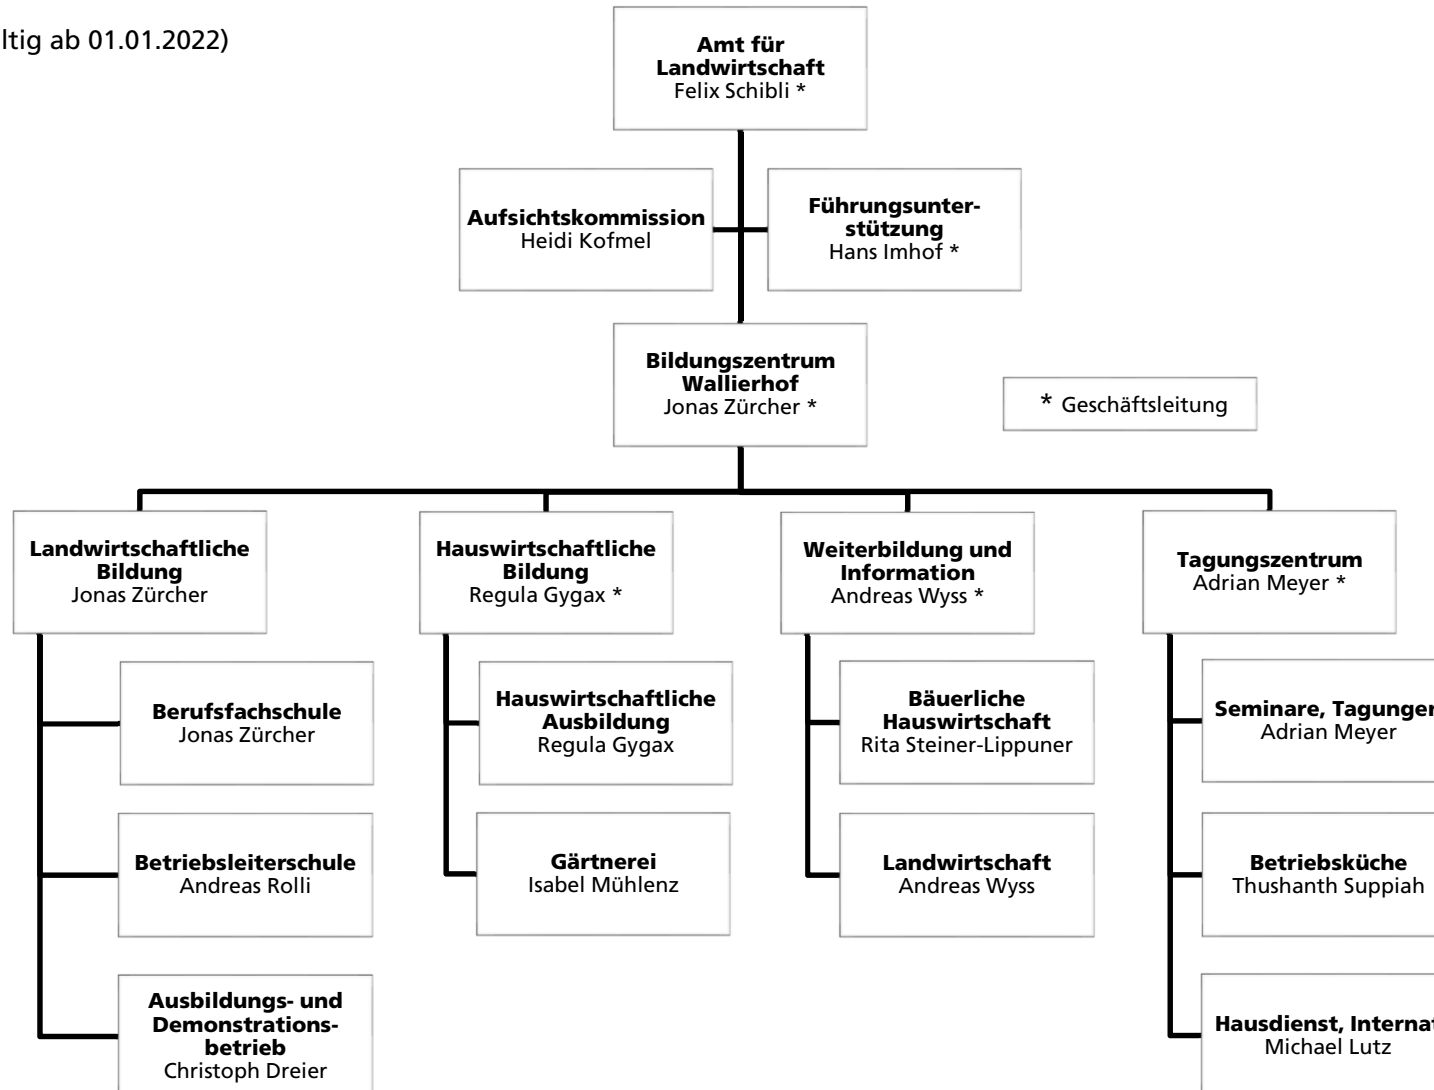 ltig ab 01.01.2022)
Amt für
Landwirtschaft
Felix Schibli *
Aufsichtskommission
Heidi Kofmel
Führungsunter-
stützung
Hans Imhof *
Bildungszentrum
Wallierhof
Jonas Zürcher *
* Geschäftsleitung
Landwirtschaftliche
Bildung
Jonas Zürcher
Hauswirtschaftliche
Bildung
Regula Gygax *
Weiterbildung und
Information
Andreas Wyss *
Tagungszentrum
Adrian Meyer *
Berufsfachschule
Jonas Zürcher
Hauswirtschaftliche
Ausbildung
Regula Gygax
Bäuerliche
Hauswirtschaft
Rita Steiner-Lippuner
Seminare, Tagungen
Adrian Meyer
Betriebsleiterschule
Andreas Rolli
Gärtnerei
Isabel Mühlenz
Landwirtschaft
Andreas Wyss
Betriebsküche
Thushanth Suppiah
Ausbildungs- und
Demonstrations-
betrieb
Christoph Dreier
Hausdienst, Internat
Michael Lutz